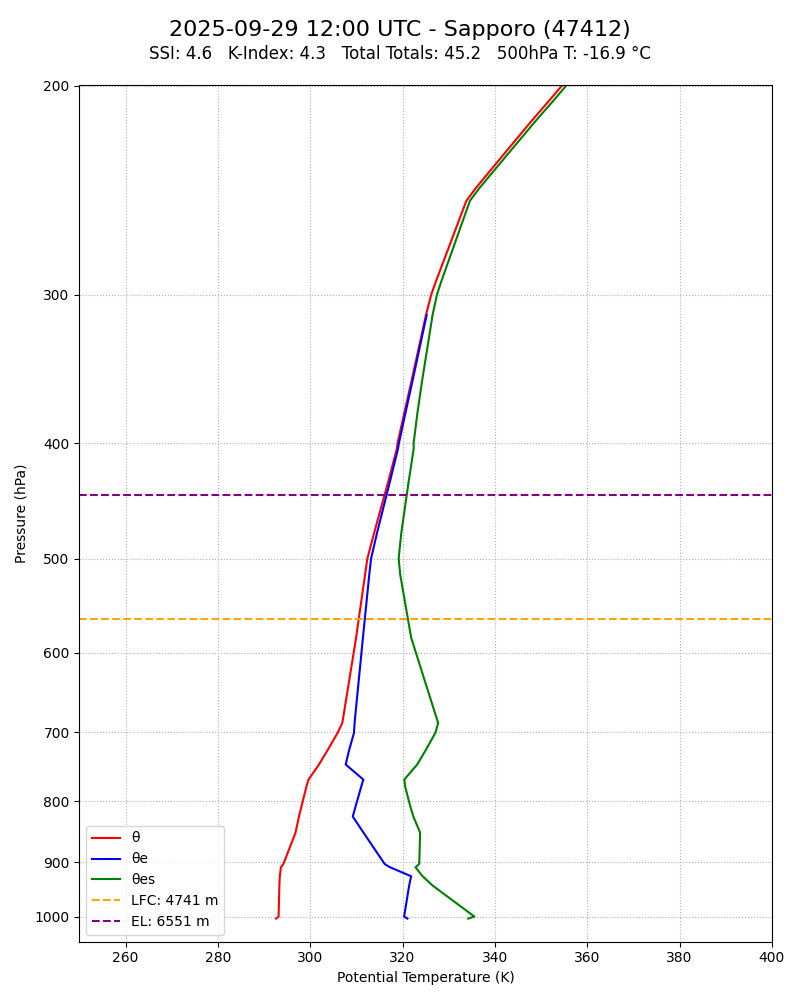 2025-09-29 12:00 UTC - Sapporo (47412)
SSI: 4.6   K-Index: 4.3   Total Totals: 45.2   500hPa T: -16.9 °C
200
300
400
500
600
700
800
900
1000
Pressure (hPa)
θ
θe
θes
LFC: 4741 m
EL: 6551 m
260 280 300 320 340 360 380 400
Potential Temperature (K)